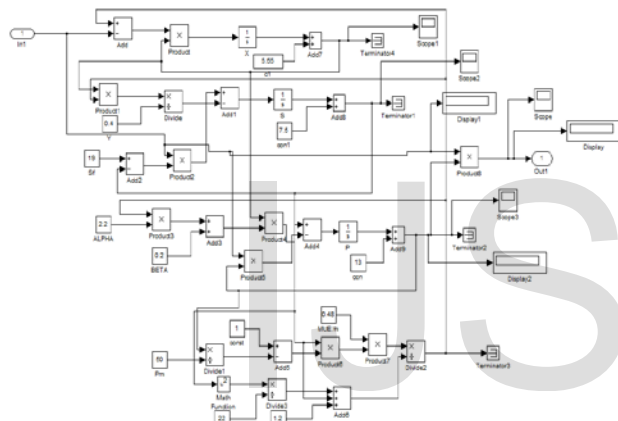 In1
Add
Product
1
s
X
5.55
c1
Add7
Terminator4
Scope1
Scope2
Product1
Divide
0.4
Y
Add1
1
s
S
7.5
con1
Add8
Terminator1
Display1
Scope
Display
18
Sf
Add2
Product2
Product8
1
Out1
2.2
ALPHA
Product3
0.2
BETA
Add3
Product4
Product5
Add4
1
s
P
13
con
Add9
Scope3
Terminator2
Display2
0.48
MUE m
1
const
50
Pm
Divide1
Add5
Product6
Product7
Divide2
Terminator3
Math
Function
Divide3
22
1.2
Add6
IJS